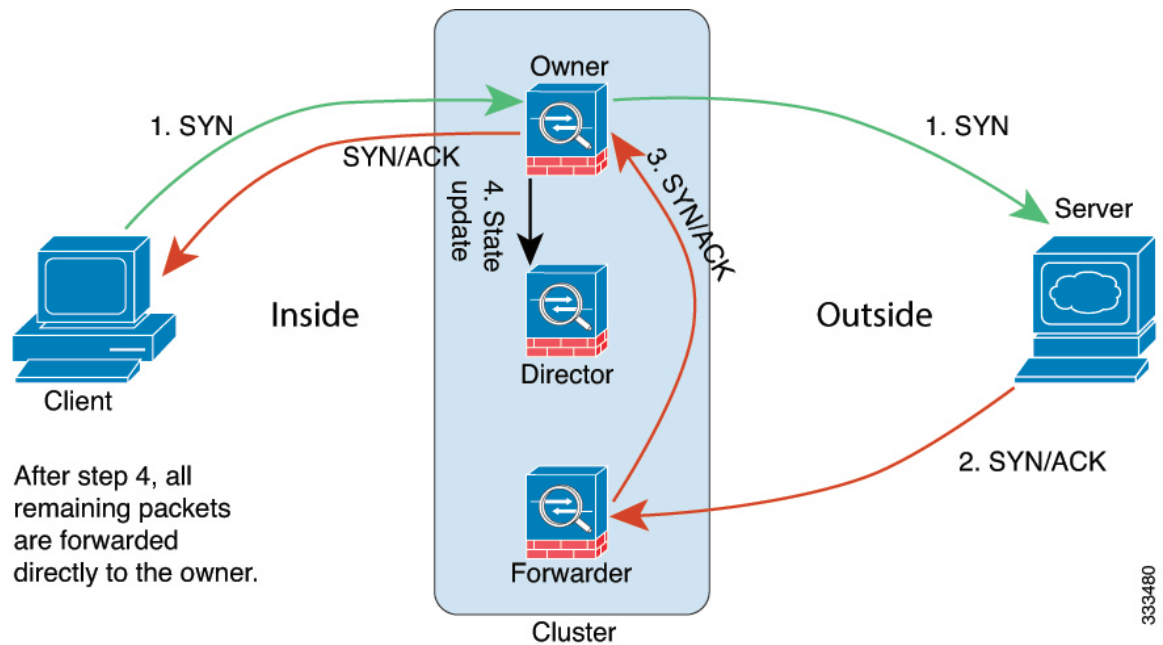 Owner
1. SYN
1. SYN
SYN/ACK
3. SYN/ACK
4. State
update
Server
Inside
Outside
Director
Client
2. SYN/ACK
After step 4, all
remaining packets
are forwarded
directly to the owner.
Forwarder
333480
Cluster